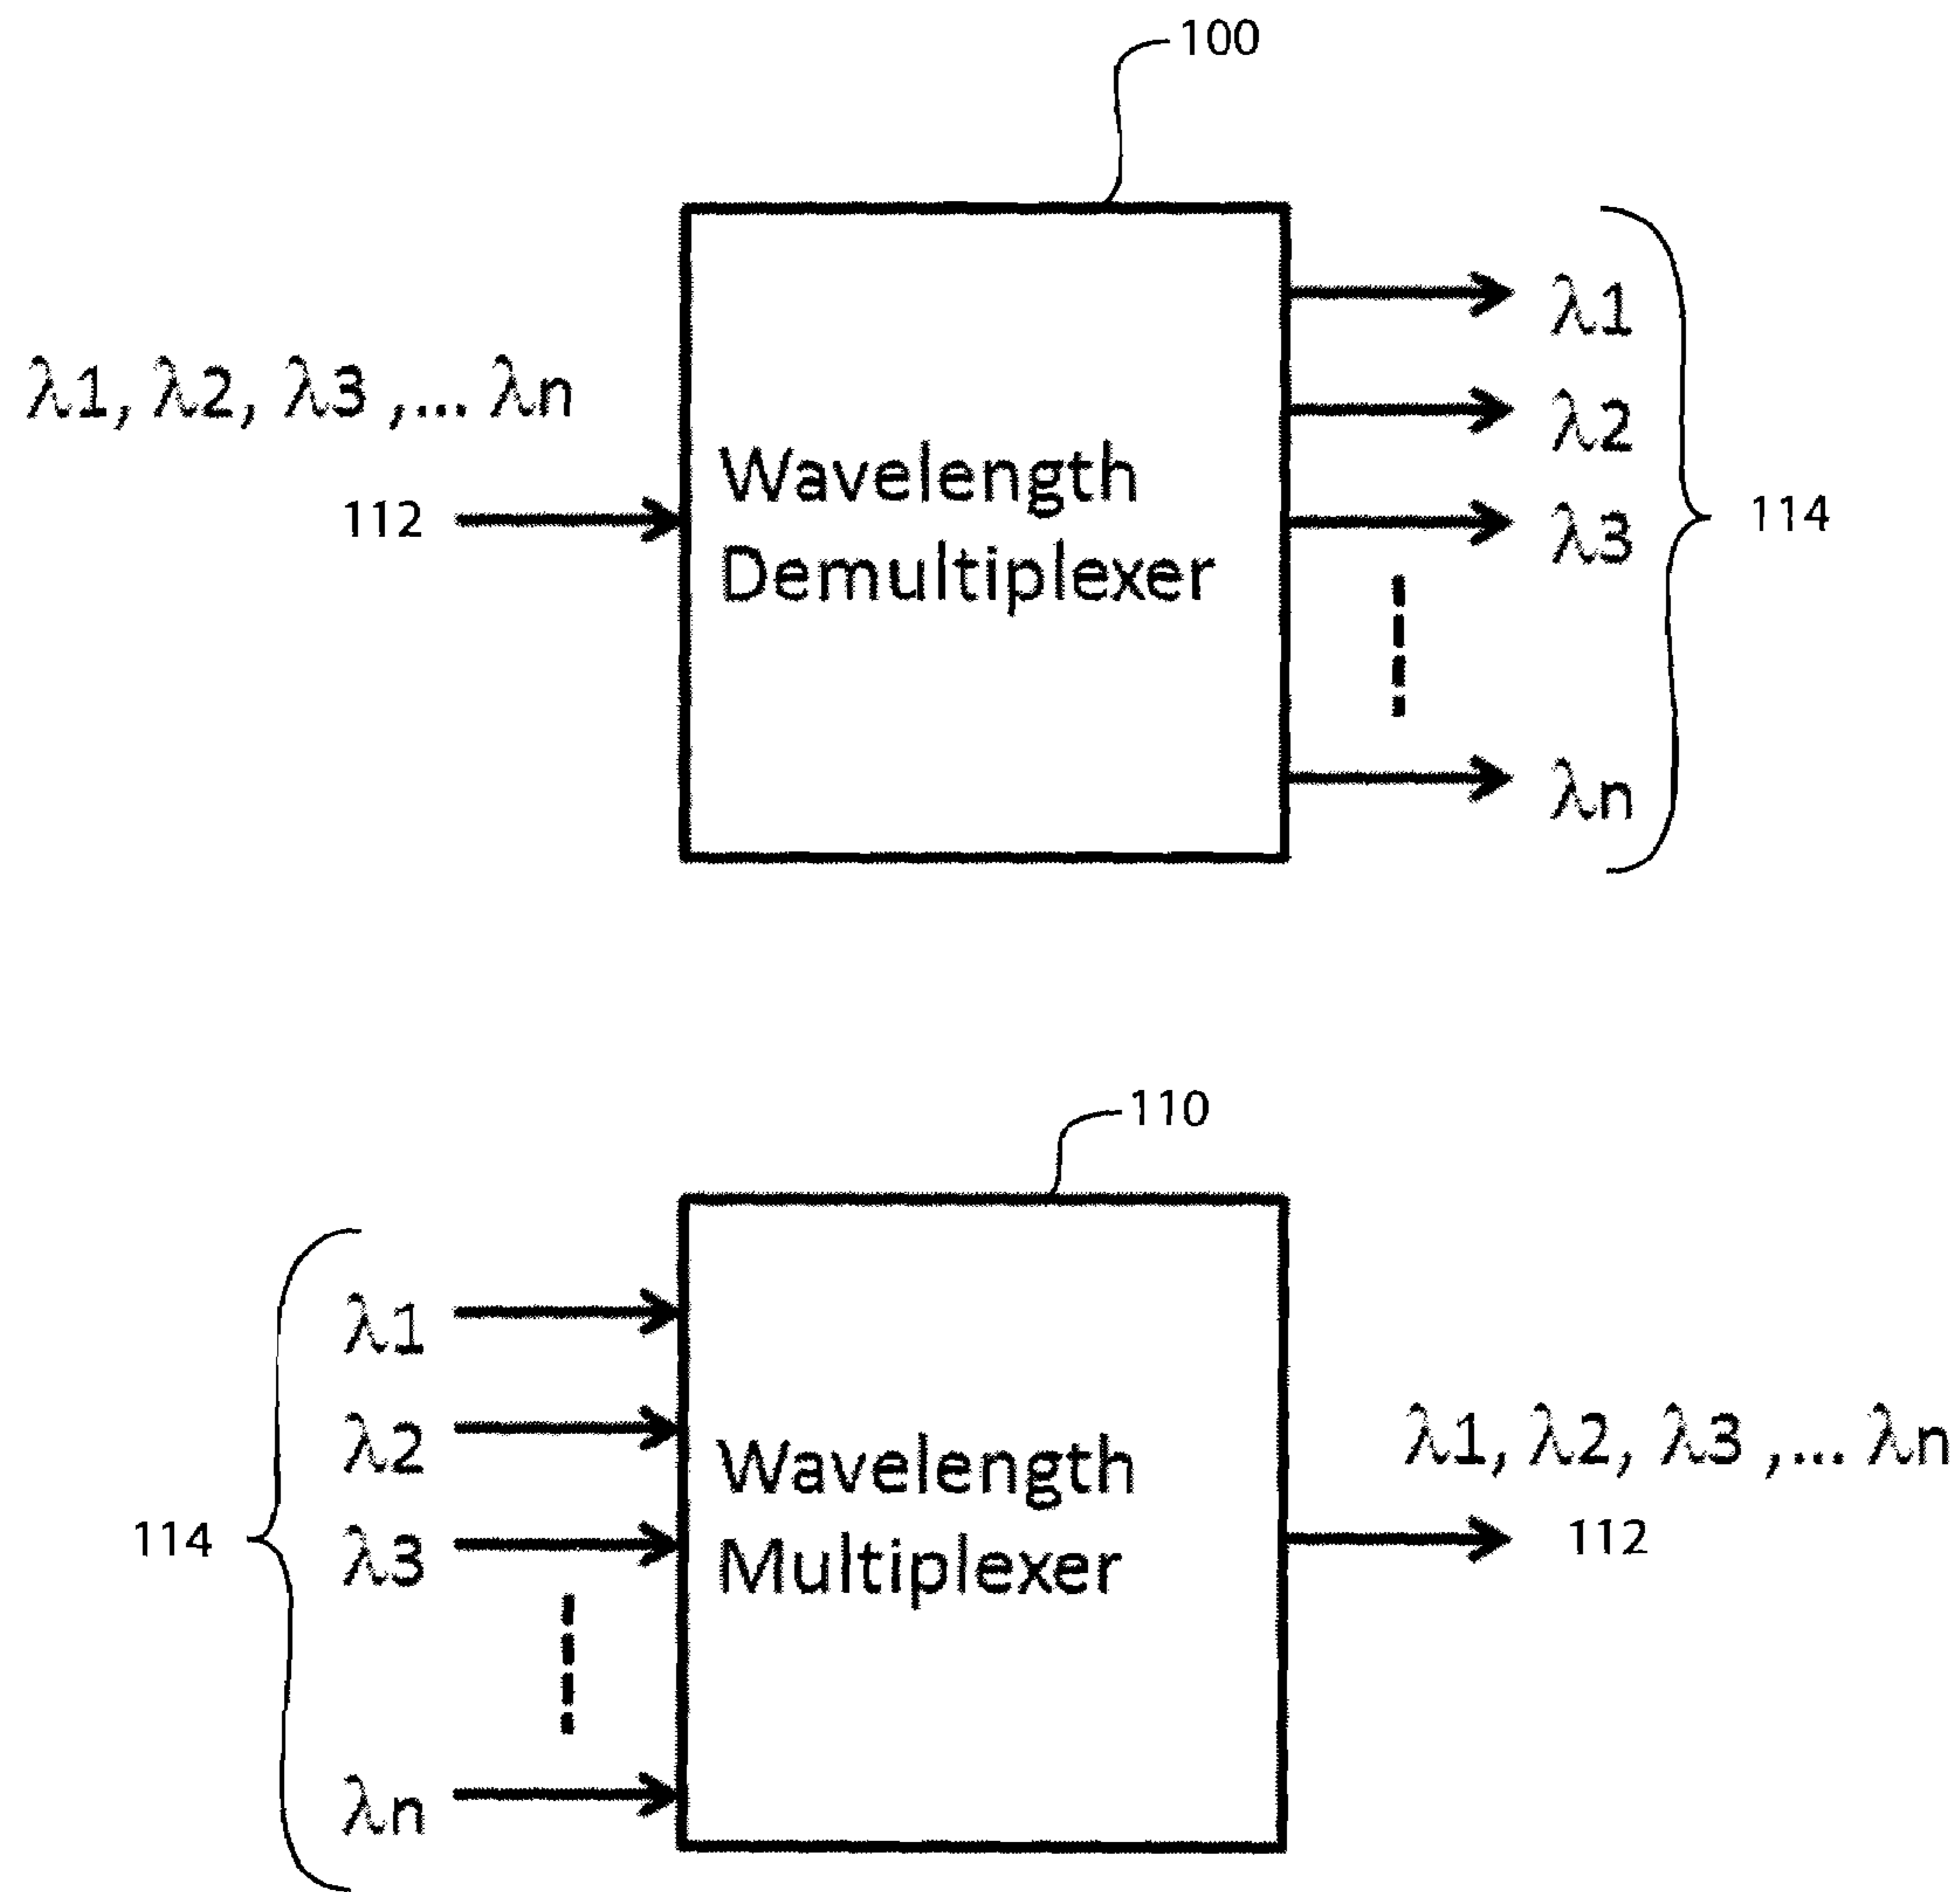 100
λ1, λ2, λ3 ,... λn
112
Wavelength
Demultiplexer
λ1
λ2
λ3
λn
114
110
114
λ1
λ2
λ3
λn
Wavelength
Multiplexer
λ1, λ2, λ3 ,... λn
112